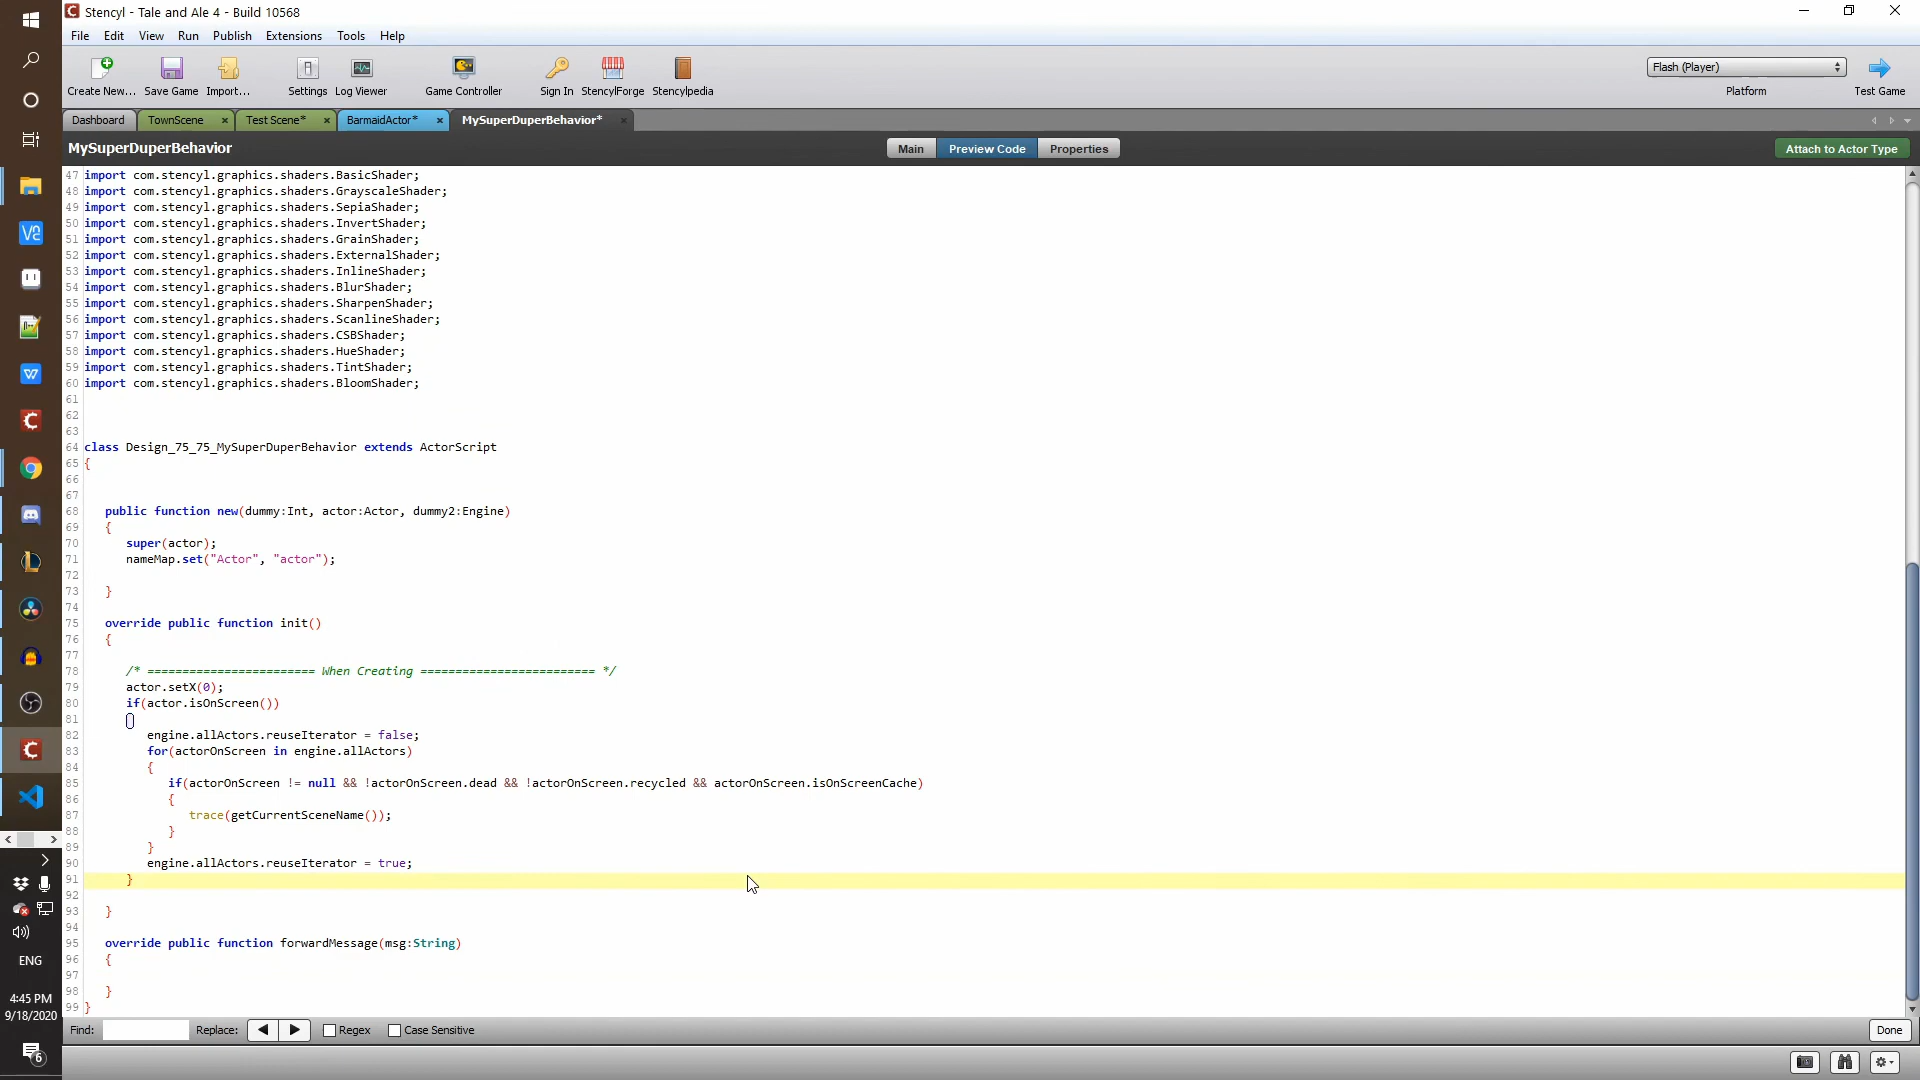 Stencyl - Tale and Ale 4 - Build 10568
File Edit View Run Publish Extensions Tools Help
Create New... Save Game Import... Settings Log Viewer Game Controller Sign In StencylForge Stencylpedia
Flash (Player)
Platform Test Game
Dashboard TownScene × Test Scene* × BarmaidActor* × MySuperDuperBehavior* ×
MySuperDuperBehavior Main Preview Code Properties Attach to Actor Type
47 import com.stencyl.graphics.shaders.BasicShader;
48 import com.stencyl.graphics.shaders.GrayscaleShader;
49 import com.stencyl.graphics.shaders.SepiaShader;
50 import com.stencyl.graphics.shaders.InvertShader;
51 import com.stencyl.graphics.shaders.GrainShader;
52 import com.stencyl.graphics.shaders.ExternalShader;
53 import com.stencyl.graphics.shaders.InlineShader;
54 import com.stencyl.graphics.shaders.BlurShader;
55 import com.stencyl.graphics.shaders.SharpenShader;
56 import com.stencyl.graphics.shaders.ScanlineShader;
57 import com.stencyl.graphics.shaders.CSBShader;
58 import com.stencyl.graphics.shaders.HueShader;
59 import com.stencyl.graphics.shaders.TintShader;
60 import com.stencyl.graphics.shaders.BloomShader;
61
62
63
64 class Design_75_75_MySuperDuperBehavior extends ActorScript
65 {
66
67
68 public function new(dummy:Int, actor:Actor, dummy2:Engine)
69 {
70 super(actor);
71 nameMap.set("Actor", "actor");
72
73 }
74
75 override public function init()
76 {
77
78 /* ======================== When Creating ========================= */
79 actor.setX(0);
80 if(actor.isOnScreen())
81 {
82 engine.allActors.reuseIterator = false;
83 for(actorOnScreen in engine.allActors)
84 {
85 if(actorOnScreen != null && !actorOnScreen.dead && !actorOnScreen.recycled && actorOnScreen.isOnScreenCache)
86 {
87 trace(getCurrentSceneName());
88 }
89 }
90 engine.allActors.reuseIterator = true;
91 }
92
93 }
94
95 override public function forwardMessage(msg:String)
96 {
97
98 }
99 }
Find: Replace: Regex Case Sensitive Done
ENG
4:45 PM
9/18/2020
6